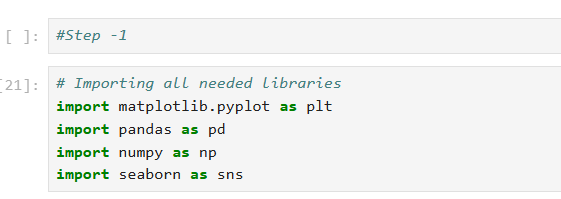 [ ]: #Step -1
[21]: # Importing all needed libraries
import matplotlib.pyplot as plt
import pandas as pd
import numpy as np
import seaborn as sns